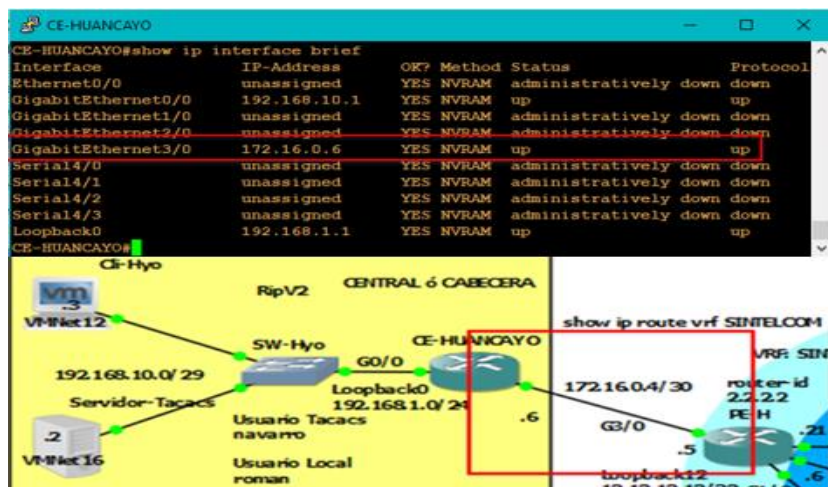 CE-HUANCAYO
CE-HUANCAYO#show ip interface brief
Interface IP-Address OK? Method Status Protocol
Ethernet0/0 unassigned YES NVRAM administratively down down
GigabitEthernet0/0 192.168.10.1 YES NVRAM up up
GigabitEthernet1/0 unassigned YES NVRAM administratively down down
GigabitEthernet2/0 unassigned YES NVRAM administratively down down
GigabitEthernet3/0 172.16.0.6 YES NVRAM up up
Serial4/0 unassigned YES NVRAM administratively down down
Serial4/1 unassigned YES NVRAM administratively down down
Serial4/2 unassigned YES NVRAM administratively down down
Serial4/3 unassigned YES NVRAM administratively down down
Loopback0 192.168.1.1 YES NVRAM up up
CE-HUANCAYO#
Cli-Hyo
RipV2
CENTRAL ó CABECERA
vm
.3
VMNet12
show ip route vrf SINTELCOM
SW-Hyo
CE-HUANCAYO
VRF: SIN
G0/0
192.168.10.0/29
Loopback0
192.168.1.0/24
172.16.0.4/30
router-id
2.2.2.2
PE-H
Servidor-Tacacs
.6
G3/0
.21
.2
Usuario Tacacs
navarro
.5
VMNet16
Usuario Local
roman
Loopback12
.6